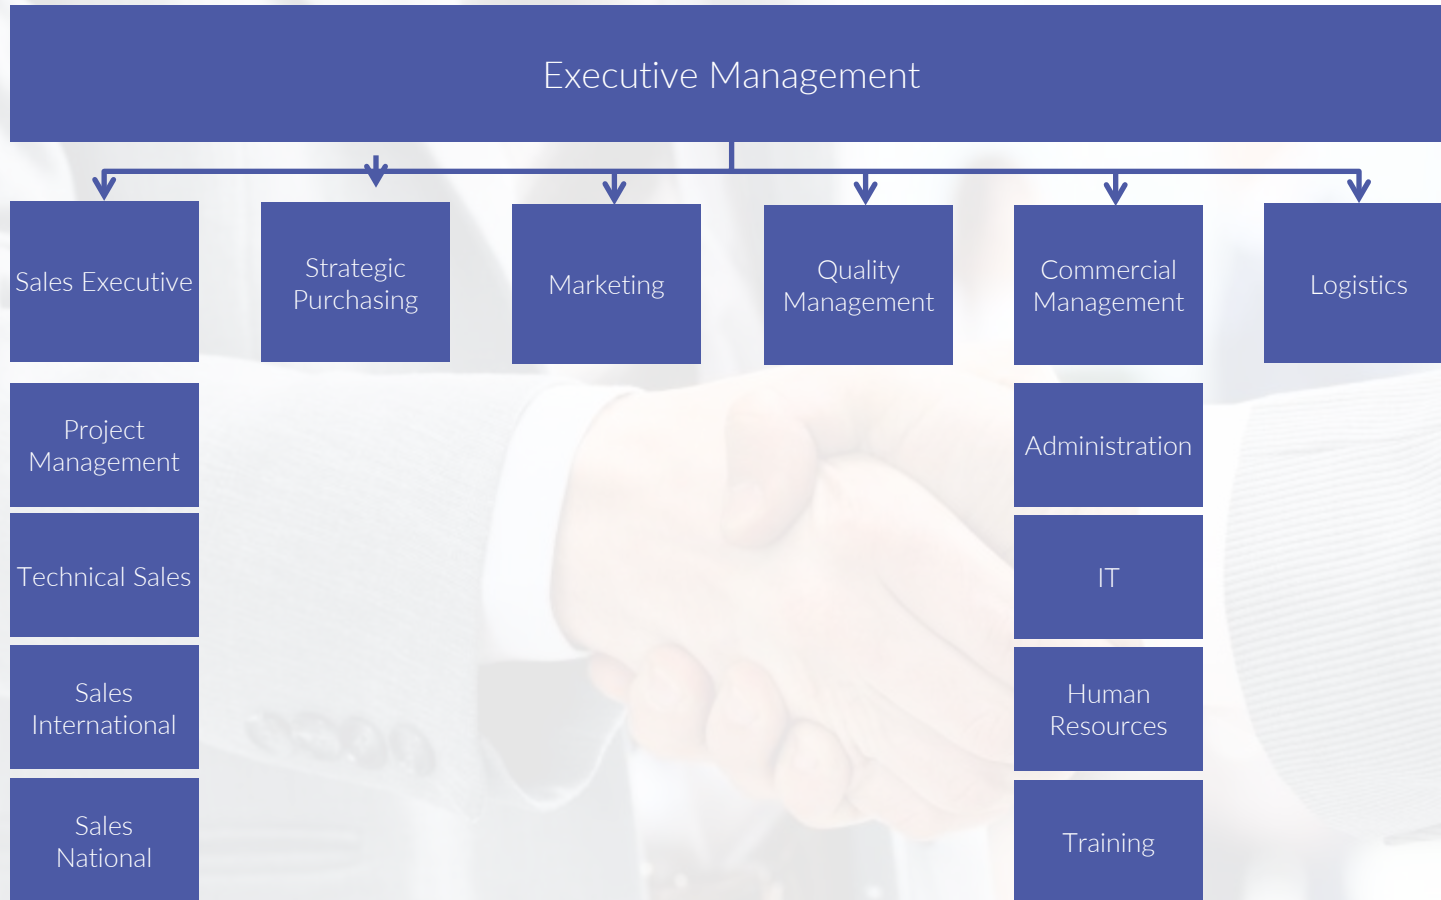 Executive Management
Sales Executive
Strategic
Purchasing
Marketing
Quality
Management
Commercial
Management
Logistics
Project
Management
Technical Sales
Sales
International
Sales
National
Administration
IT
Human
Resources
Training